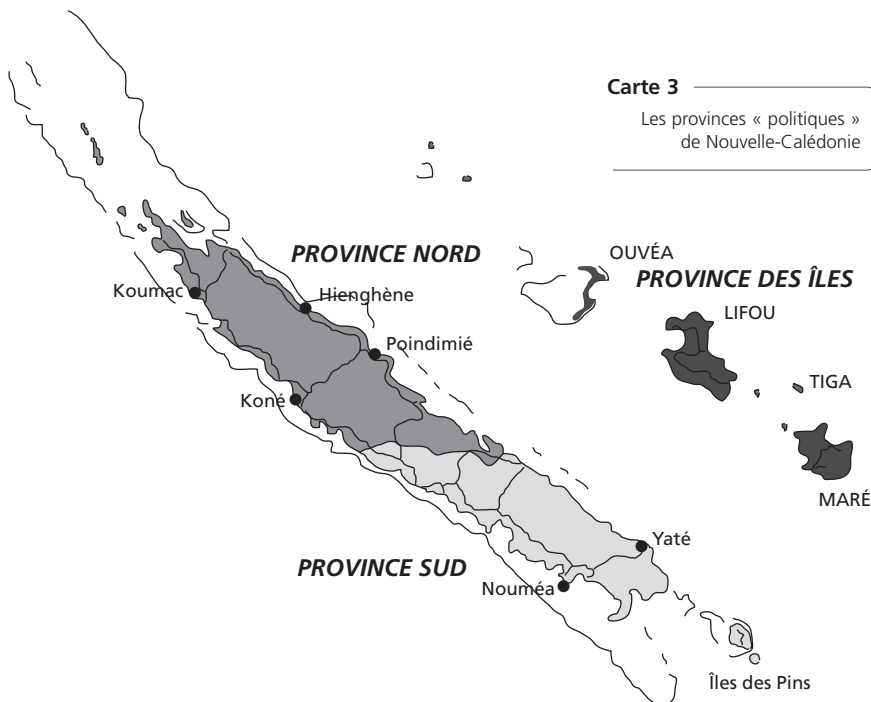 Carte 3
Les provinces « politiques »
de Nouvelle-Calédonie
PROVINCE NORD
OUVÉA
PROVINCE DES ÎLES
Koumac
Hienghène
LIFOU
Poindimié
TIGA
Koné
MARÉ
Yaté
PROVINCE SUD
Nouméa
Îles des Pins